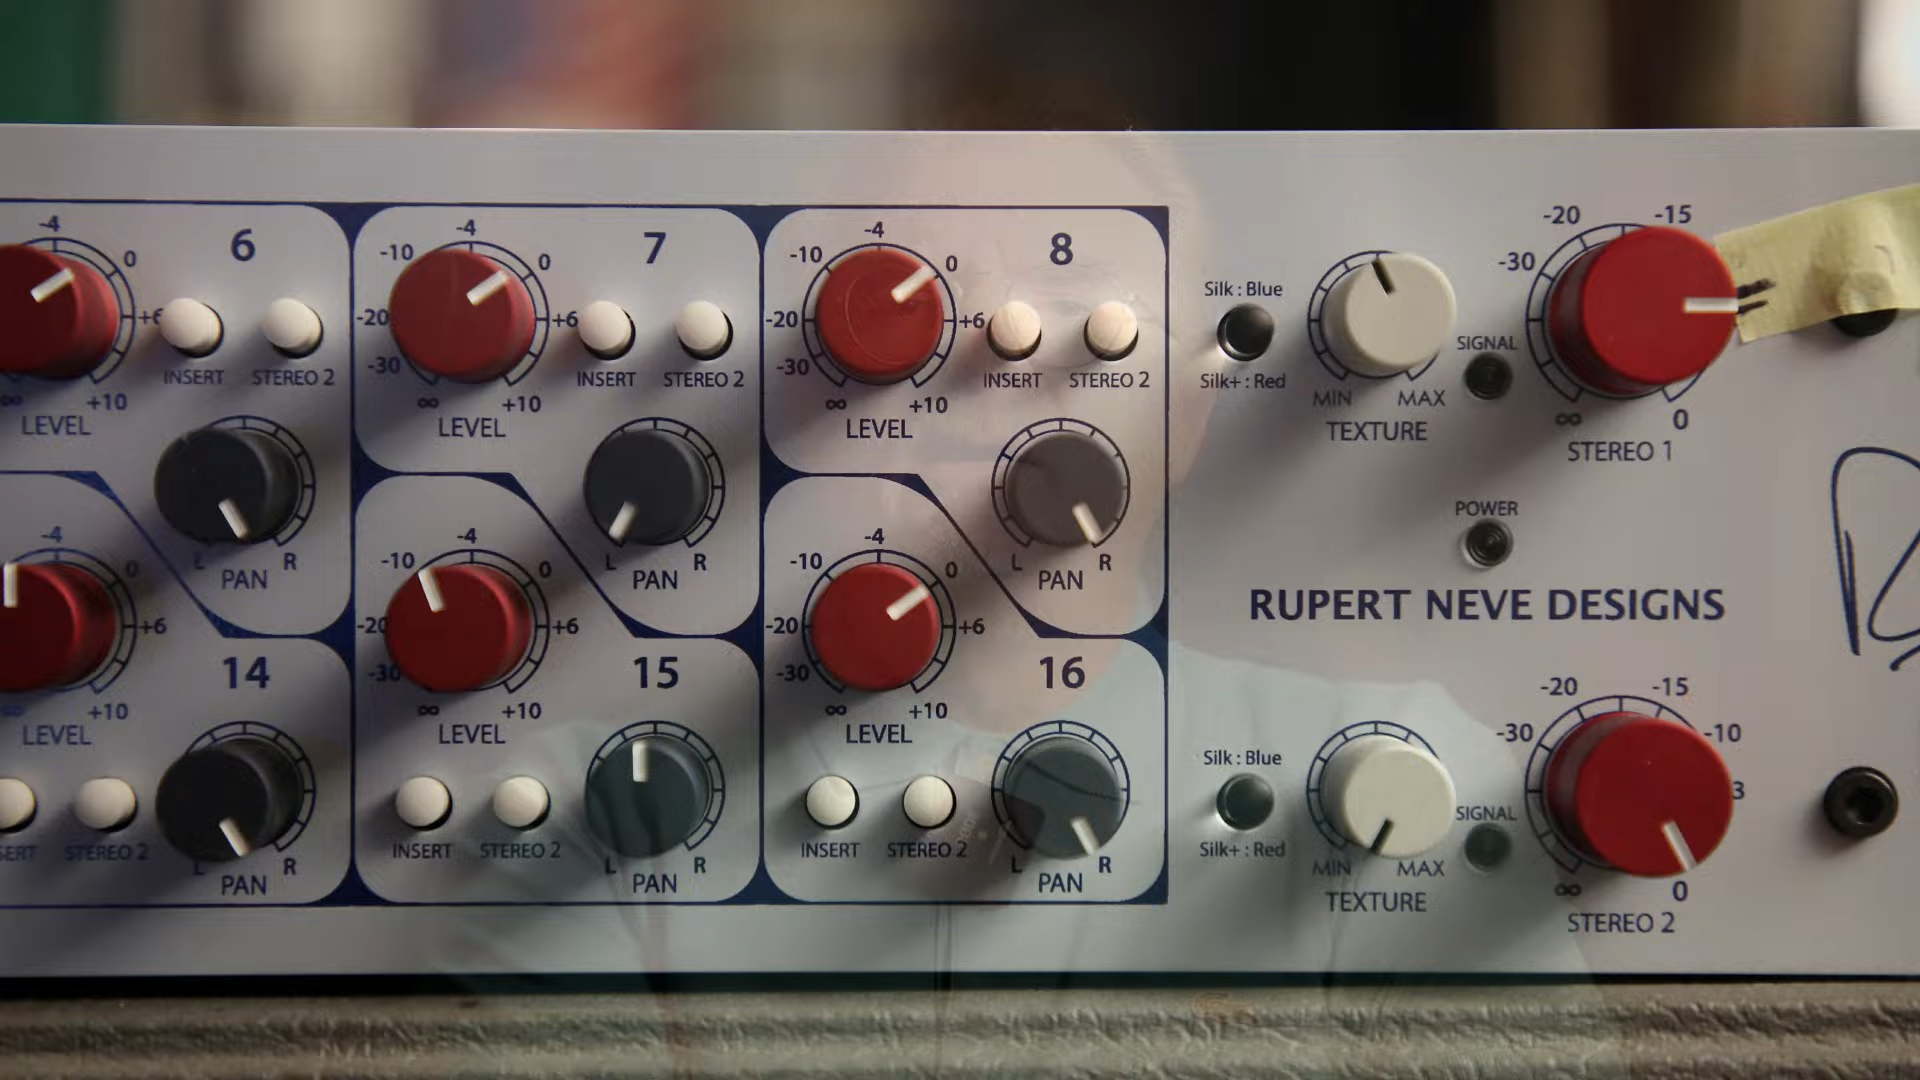 -4
0
+6
+10
∞
LEVEL
6
INSERT
STEREO 2
L
R
PAN
-4
-10
0
-20
+6
-30
∞
+10
LEVEL
7
INSERT
STEREO 2
L
R
PAN
-4
-10
0
-20
+6
-30
∞
+10
LEVEL
8
INSERT
STEREO 2
L
R
PAN
Silk : Blue
Silk+ : Red
MIN
MAX
TEXTURE
SIGNAL
-20
-15
-30
∞
0
STEREO 1
POWER
RUPERT NEVE DESIGNS
-4
0
+6
+10
∞
LEVEL
14
STEREO 2
L
R
PAN
-4
-10
0
-20
+6
-30
∞
+10
LEVEL
15
INSERT
STEREO 2
L
R
PAN
-4
-10
0
-20
+6
-30
∞
+10
LEVEL
16
INSERT
STEREO 2
L
R
PAN
Silk : Blue
Silk+ : Red
MIN
MAX
TEXTURE
SIGNAL
-20
-15
-30
-10
3
∞
0
STEREO 2